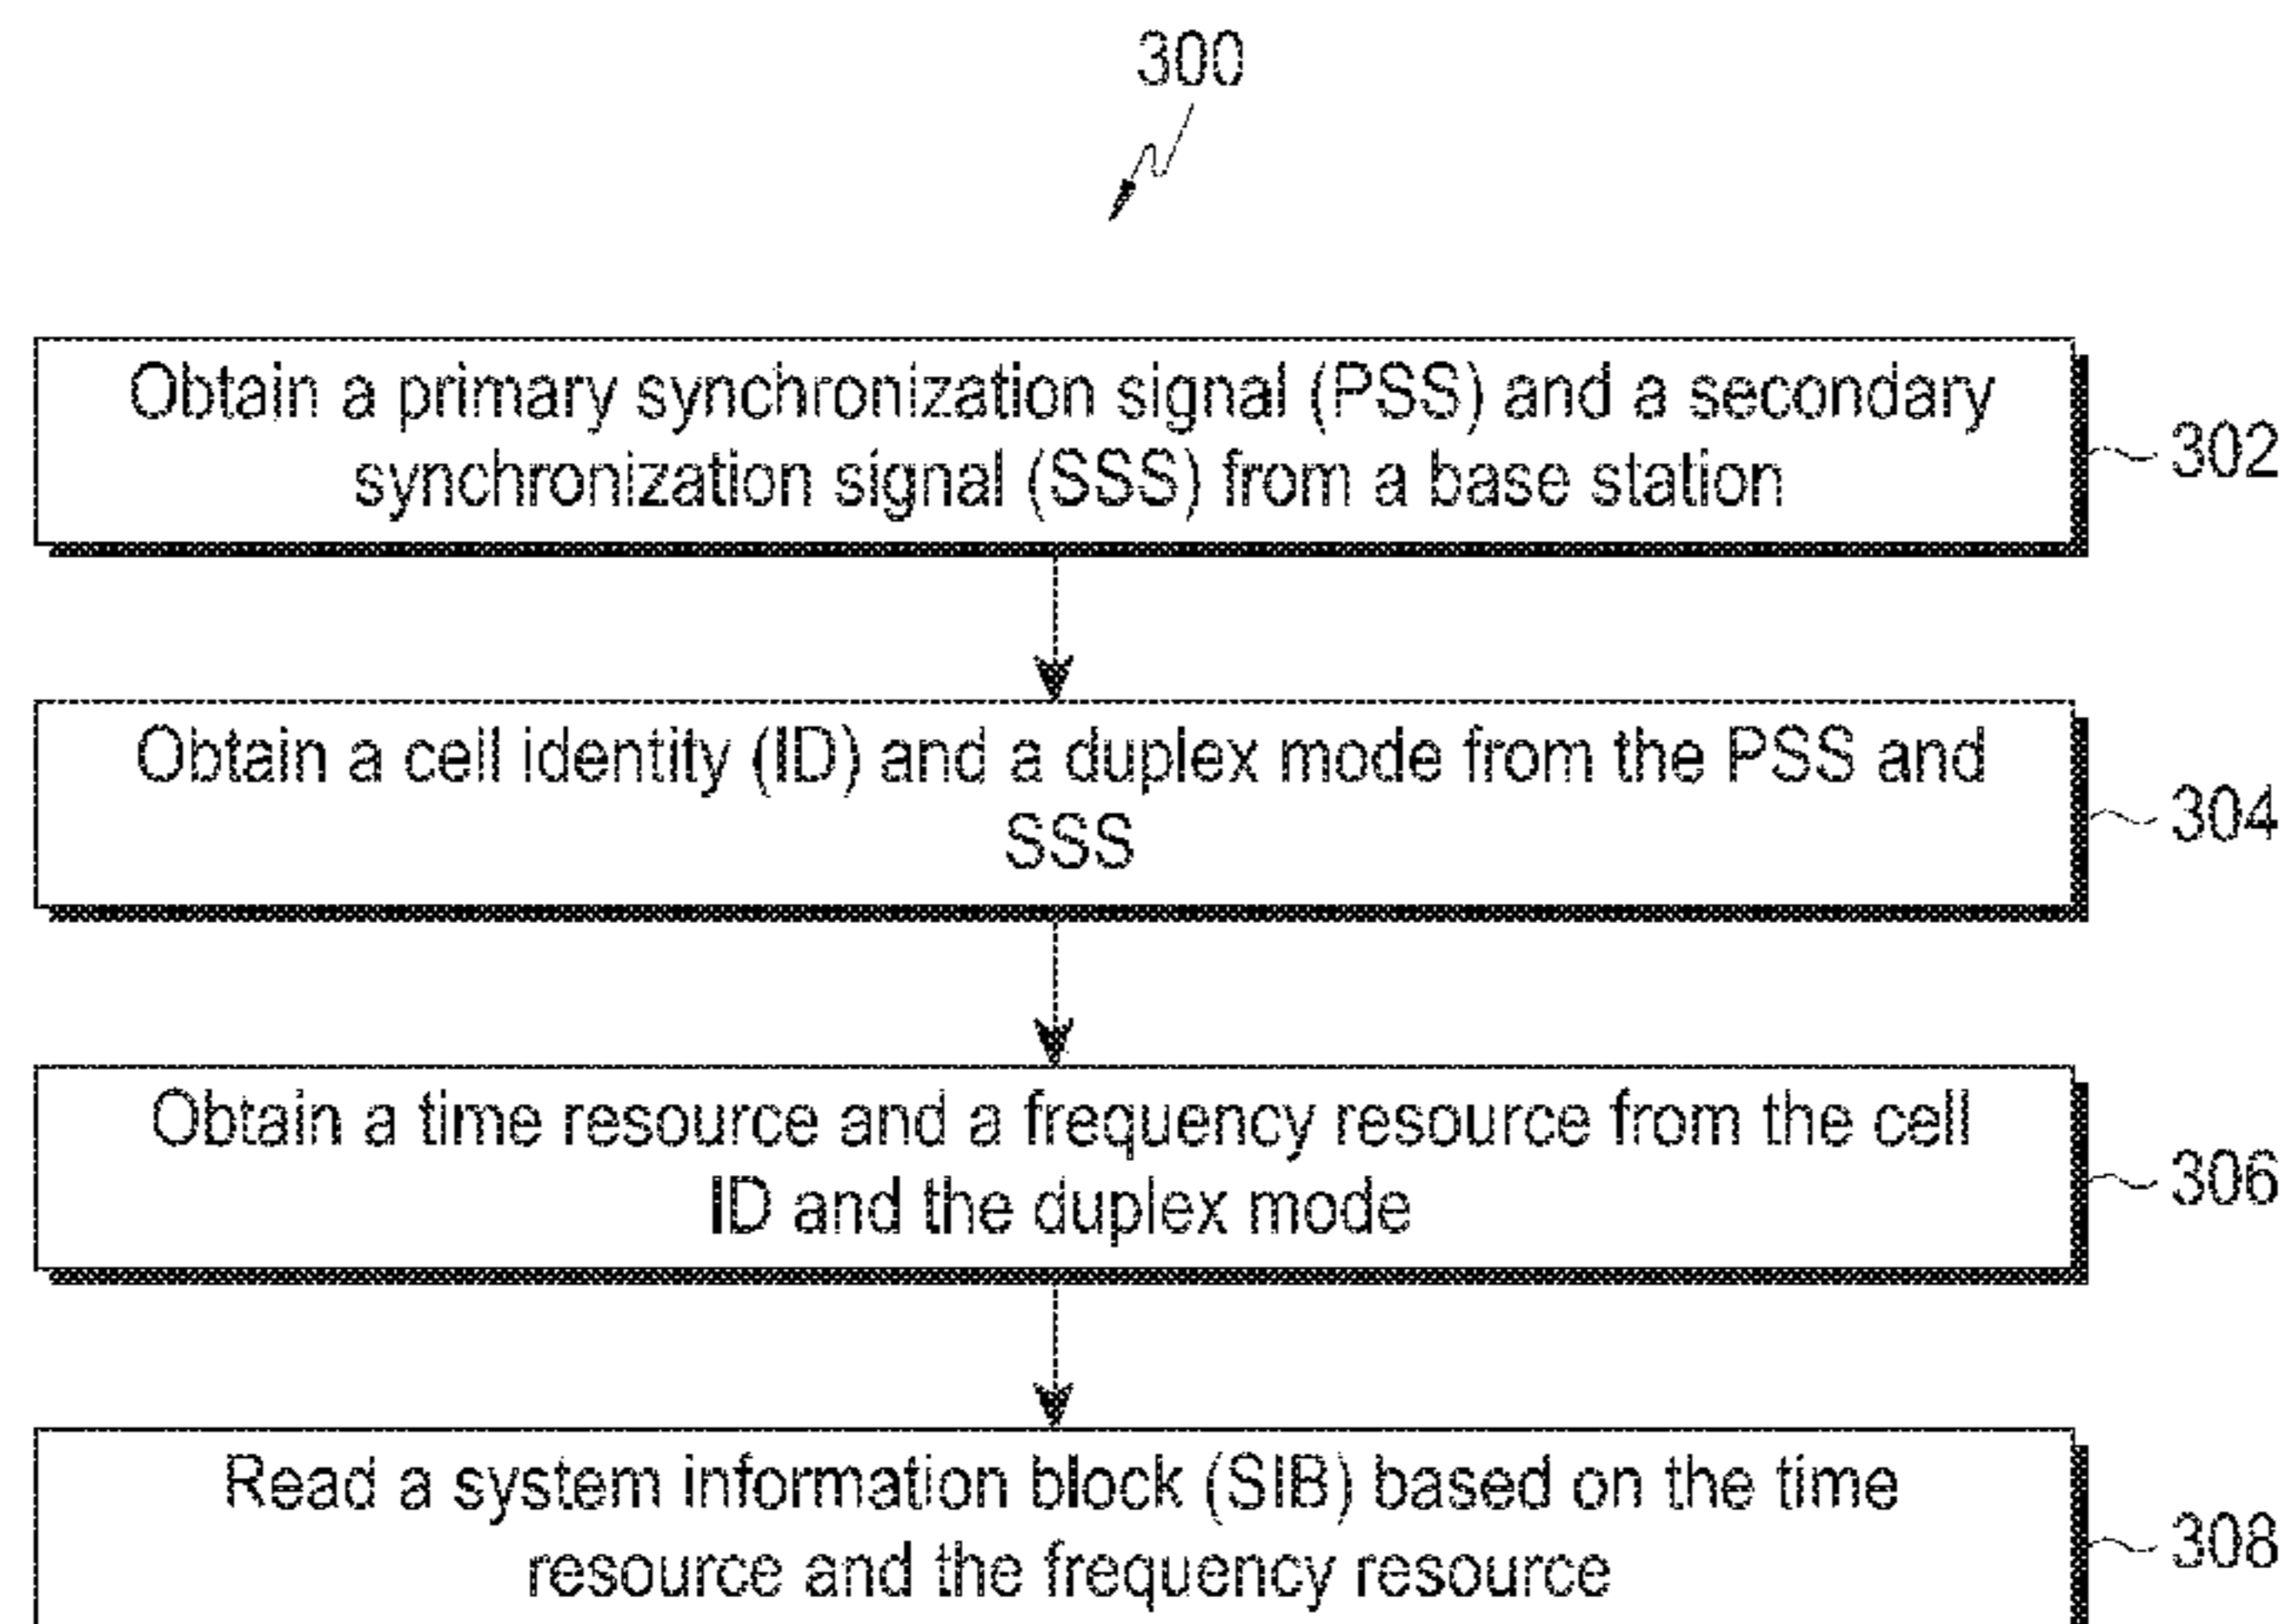 300
Obtain a primary synchronization signal (PSS) and a secondary
synchronization signal (SSS) from a base station
302
Obtain a cell identity (ID) and a duplex mode from the PSS and
SSS
304
Obtain a time resource and a frequency resource from the cell
ID and the duplex mode
306
Read a system information block (SIB) based on the time
resource and the frequency resource
308